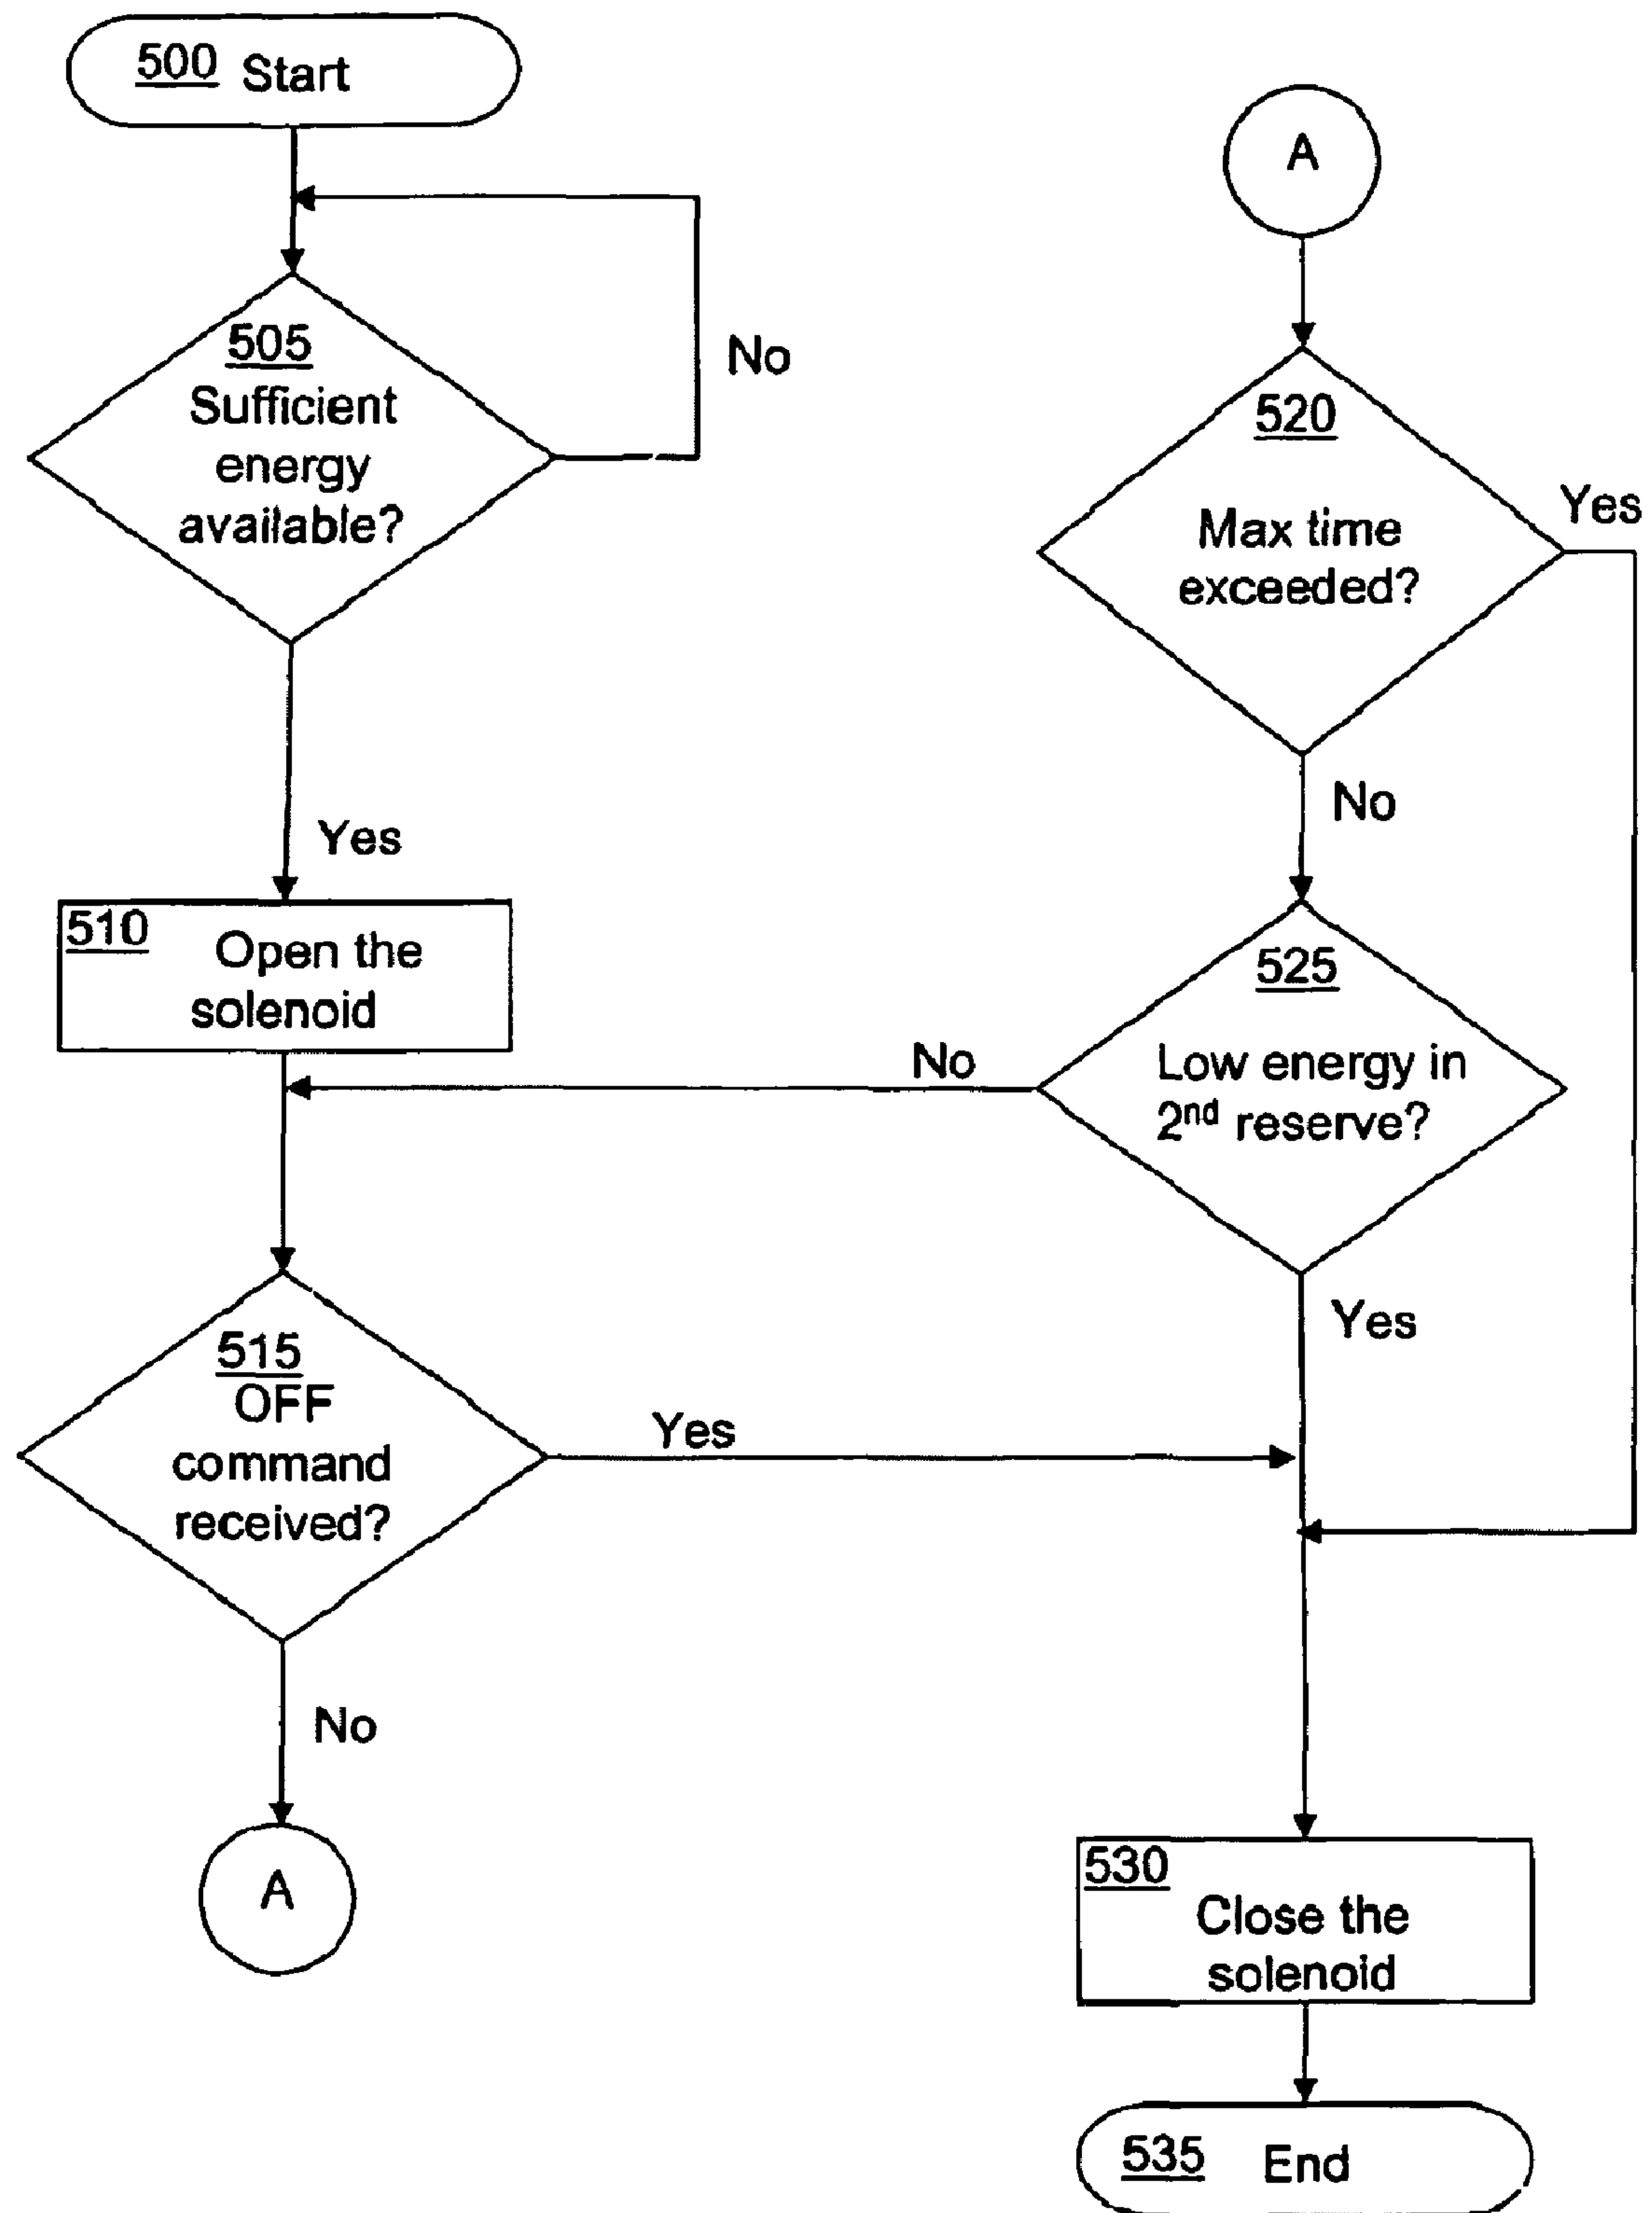 500 Start
505
Sufficient
energy
available?
No
Yes
510
Open the
solenoid
515
OFF
command
received?
Yes
No
A
A
520
Max time
exceeded?
Yes
No
525
Low energy in
2nd reserve?
No
Yes
530
Close the
solenoid
535 End